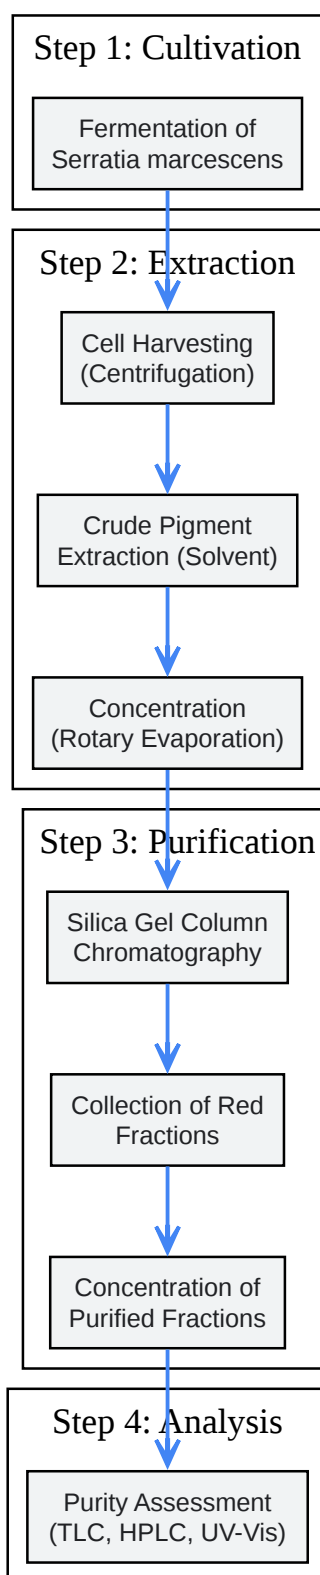 Step 1: Cultivation
Fermentation of
Serratia marcescens
Step 2: Extraction
Cell Harvesting
(Centrifugation)
Crude Pigment
Extraction (Solvent)
Concentration
(Rotary Evaporation)
Step 3: Purification
Silica Gel Column
Chromatography
Collection of Red
Fractions
Concentration of
Purified Fractions
Step 4: Analysis
Purity Assessment
(TLC, HPLC, UV-Vis)